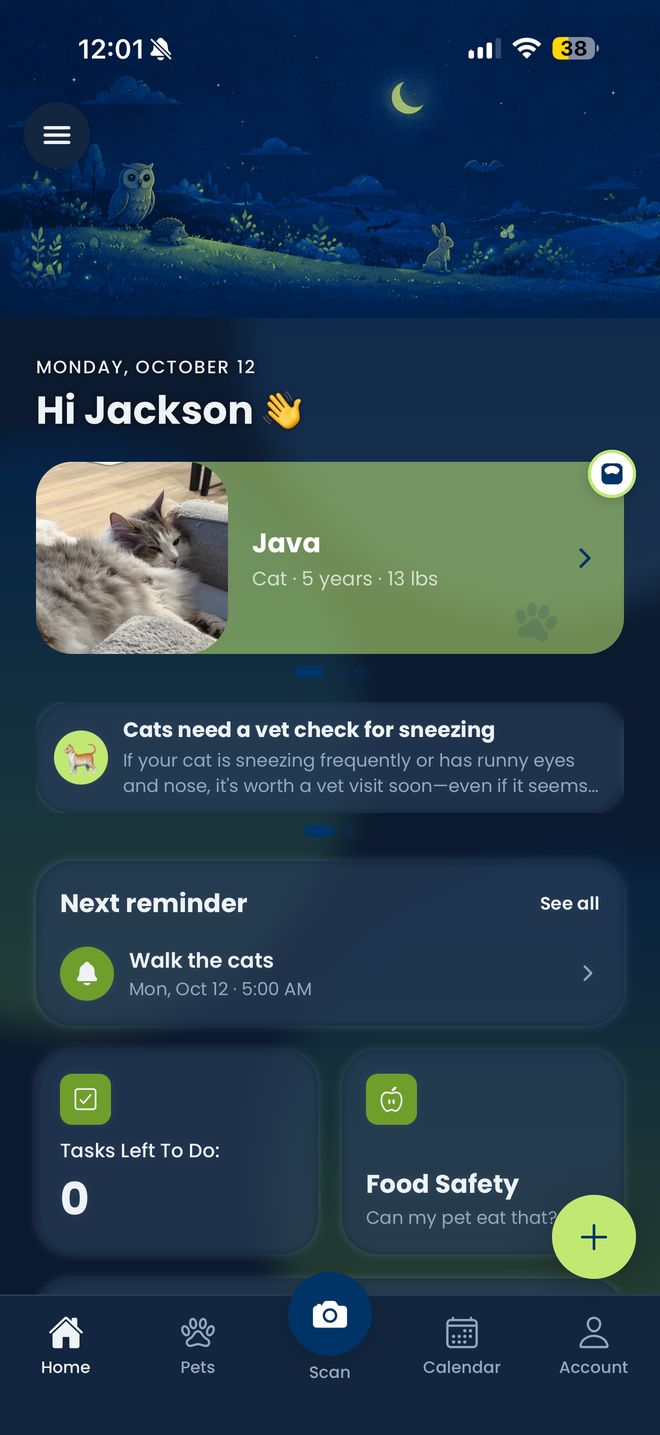 12:01
38
MONDAY, OCTOBER 12
Hi Jackson 👋
Java
Cat · 5 years · 13 lbs
Cats need a vet check for sneezing
If your cat is sneezing frequently or has runny eyes
and nose, it's worth a vet visit soon—even if it seems...
Next reminder
See all
Walk the cats
Mon, Oct 12 · 5:00 AM
Tasks Left To Do:
0
Food Safety
Can my pet eat that?
Home
Pets
Scan
Calendar
Account